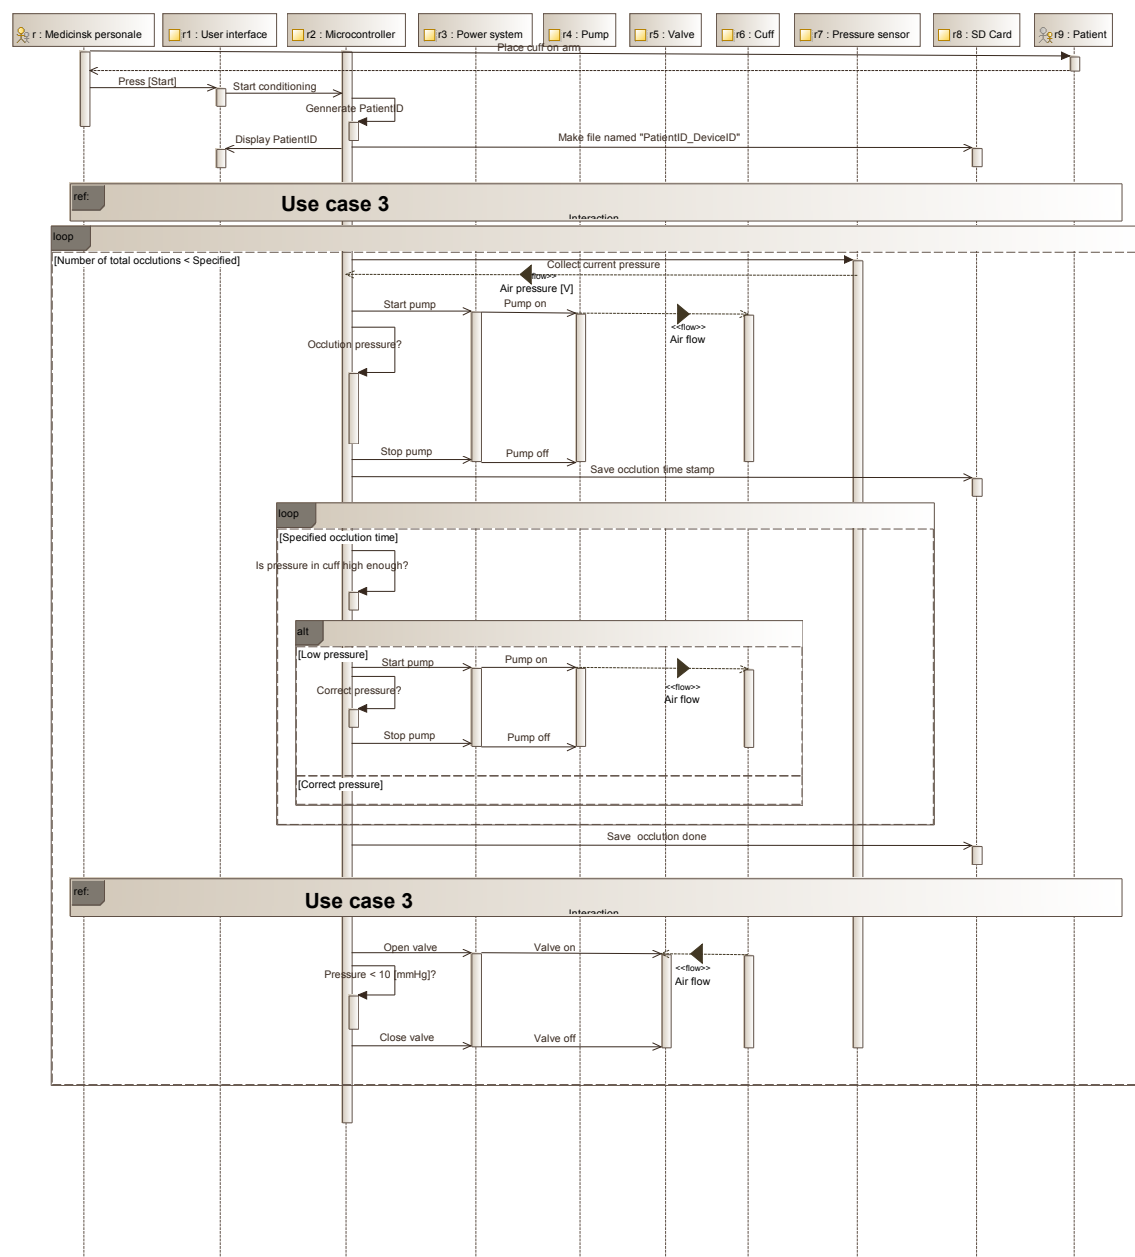 r : Medicinsk personale
r1 : User interface
r2 : Microcontroller
r3 : Power system
r4 : Pump
r5 : Valve
r6 : Cuff
r7 : Pressure sensor
r8 : SD Card
r9 : Patient
Place cuff on arm
Press [Start]
Start conditioning
Gennerate PatientID
Display PatientID
Make file named "PatientID_DeviceID"
ref:
Use case 3
Interaction
loop
[Number of total occlutions < Specified]
Collect current pressure
flow>>
Air pressure [V]
Start pump
Pump on
<<flow>>
Air flow
Occlution pressure?
Stop pump
Pump off
Save occlution time stamp
loop
[Specified occlution time]
Is pressure in cuff high enough?
alt
[Low pressure]
Start pump
Pump on
<<flow>>
Air flow
Correct pressure?
Stop pump
Pump off
[Correct pressure]
Save occlution done
ref:
Use case 3
Interaction
Open valve
Valve on
<<flow>>
Air flow
Pressure < 10 [mmHg]?
Close valve
Valve off